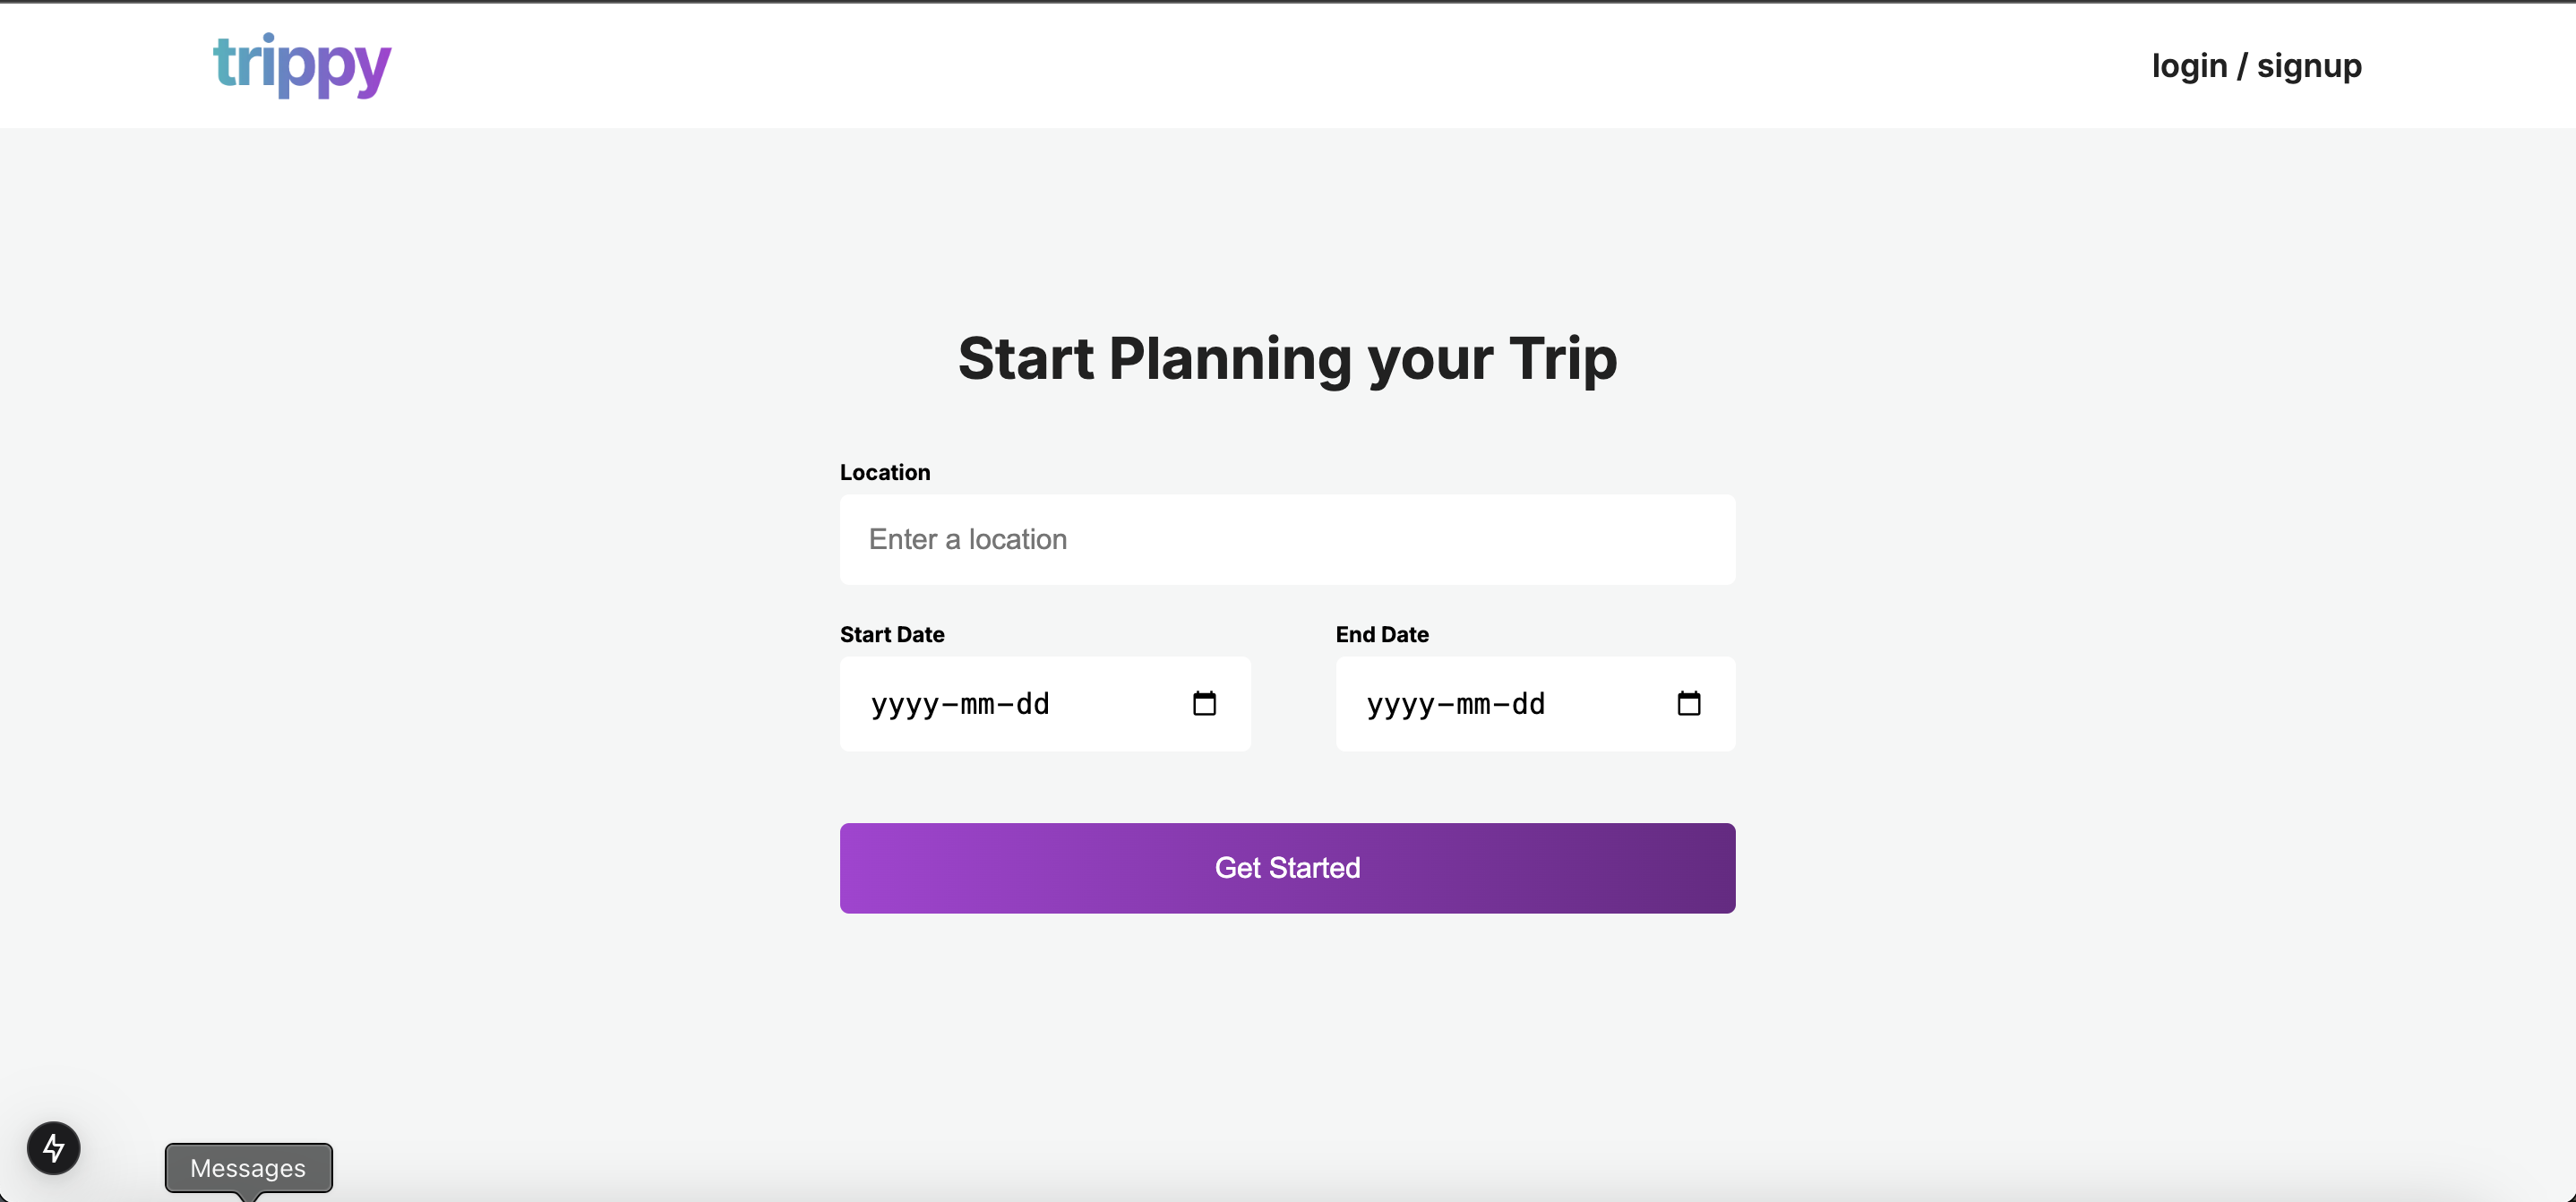 trippy
login / signup
Start Planning your Trip
Location
Enter a location
Start Date
End Date
yyyy-mm-dd
yyyy-mm-dd
Get Started
Messages